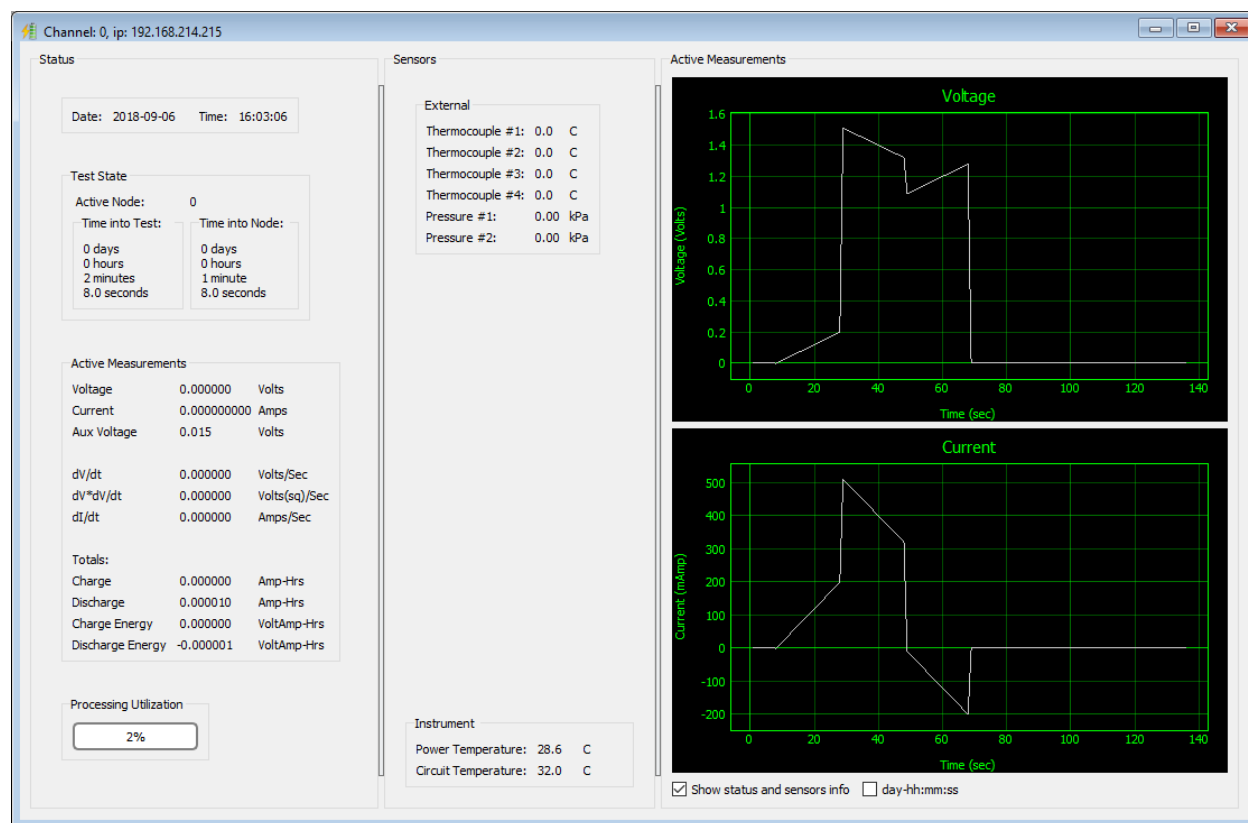 Channel: 0, ip: 192.168.214.215
Status
Date: 2018-09-06 Time: 16:03:06
Test State
Active Node: 0
Time into Test:
0 days
0 hours
2 minutes
8.0 seconds
Time into Node:
0 days
0 hours
1 minute
8.0 seconds
Active Measurements
Voltage 0.000000 Volts
Current 0.000000000 Amps
Aux Voltage 0.015 Volts
dV/dt 0.000000 Volts/Sec
dV*dV/dt 0.000000 Volts(sq)/Sec
dI/dt 0.000000 Amps/Sec
Totals:
Charge 0.000000 Amp-Hrs
Discharge 0.000010 Amp-Hrs
Charge Energy 0.000000 VoltAmp-Hrs
Discharge Energy -0.000001 VoltAmp-Hrs
Processing Utilization
2%
Sensors
External
Thermocouple #1: 0.0 C
Thermocouple #2: 0.0 C
Thermocouple #3: 0.0 C
Thermocouple #4: 0.0 C
Pressure #1: 0.00 kPa
Pressure #2: 0.00 kPa
Instrument
Power Temperature: 28.6 C
Circuit Temperature: 32.0 C
Active Measurements
Voltage
Voltage (Volts)
1.6
1.4
1.2
1
0.8
0.6
0.4
0.2
0
0 20 40 60 80 100 120 140
Time (sec)
Current
Current (mAmp)
500
400
300
200
100
0
-100
-200
0 20 40 60 80 100 120 140
Time (sec)
Show status and sensors info day-hh:mm:ss